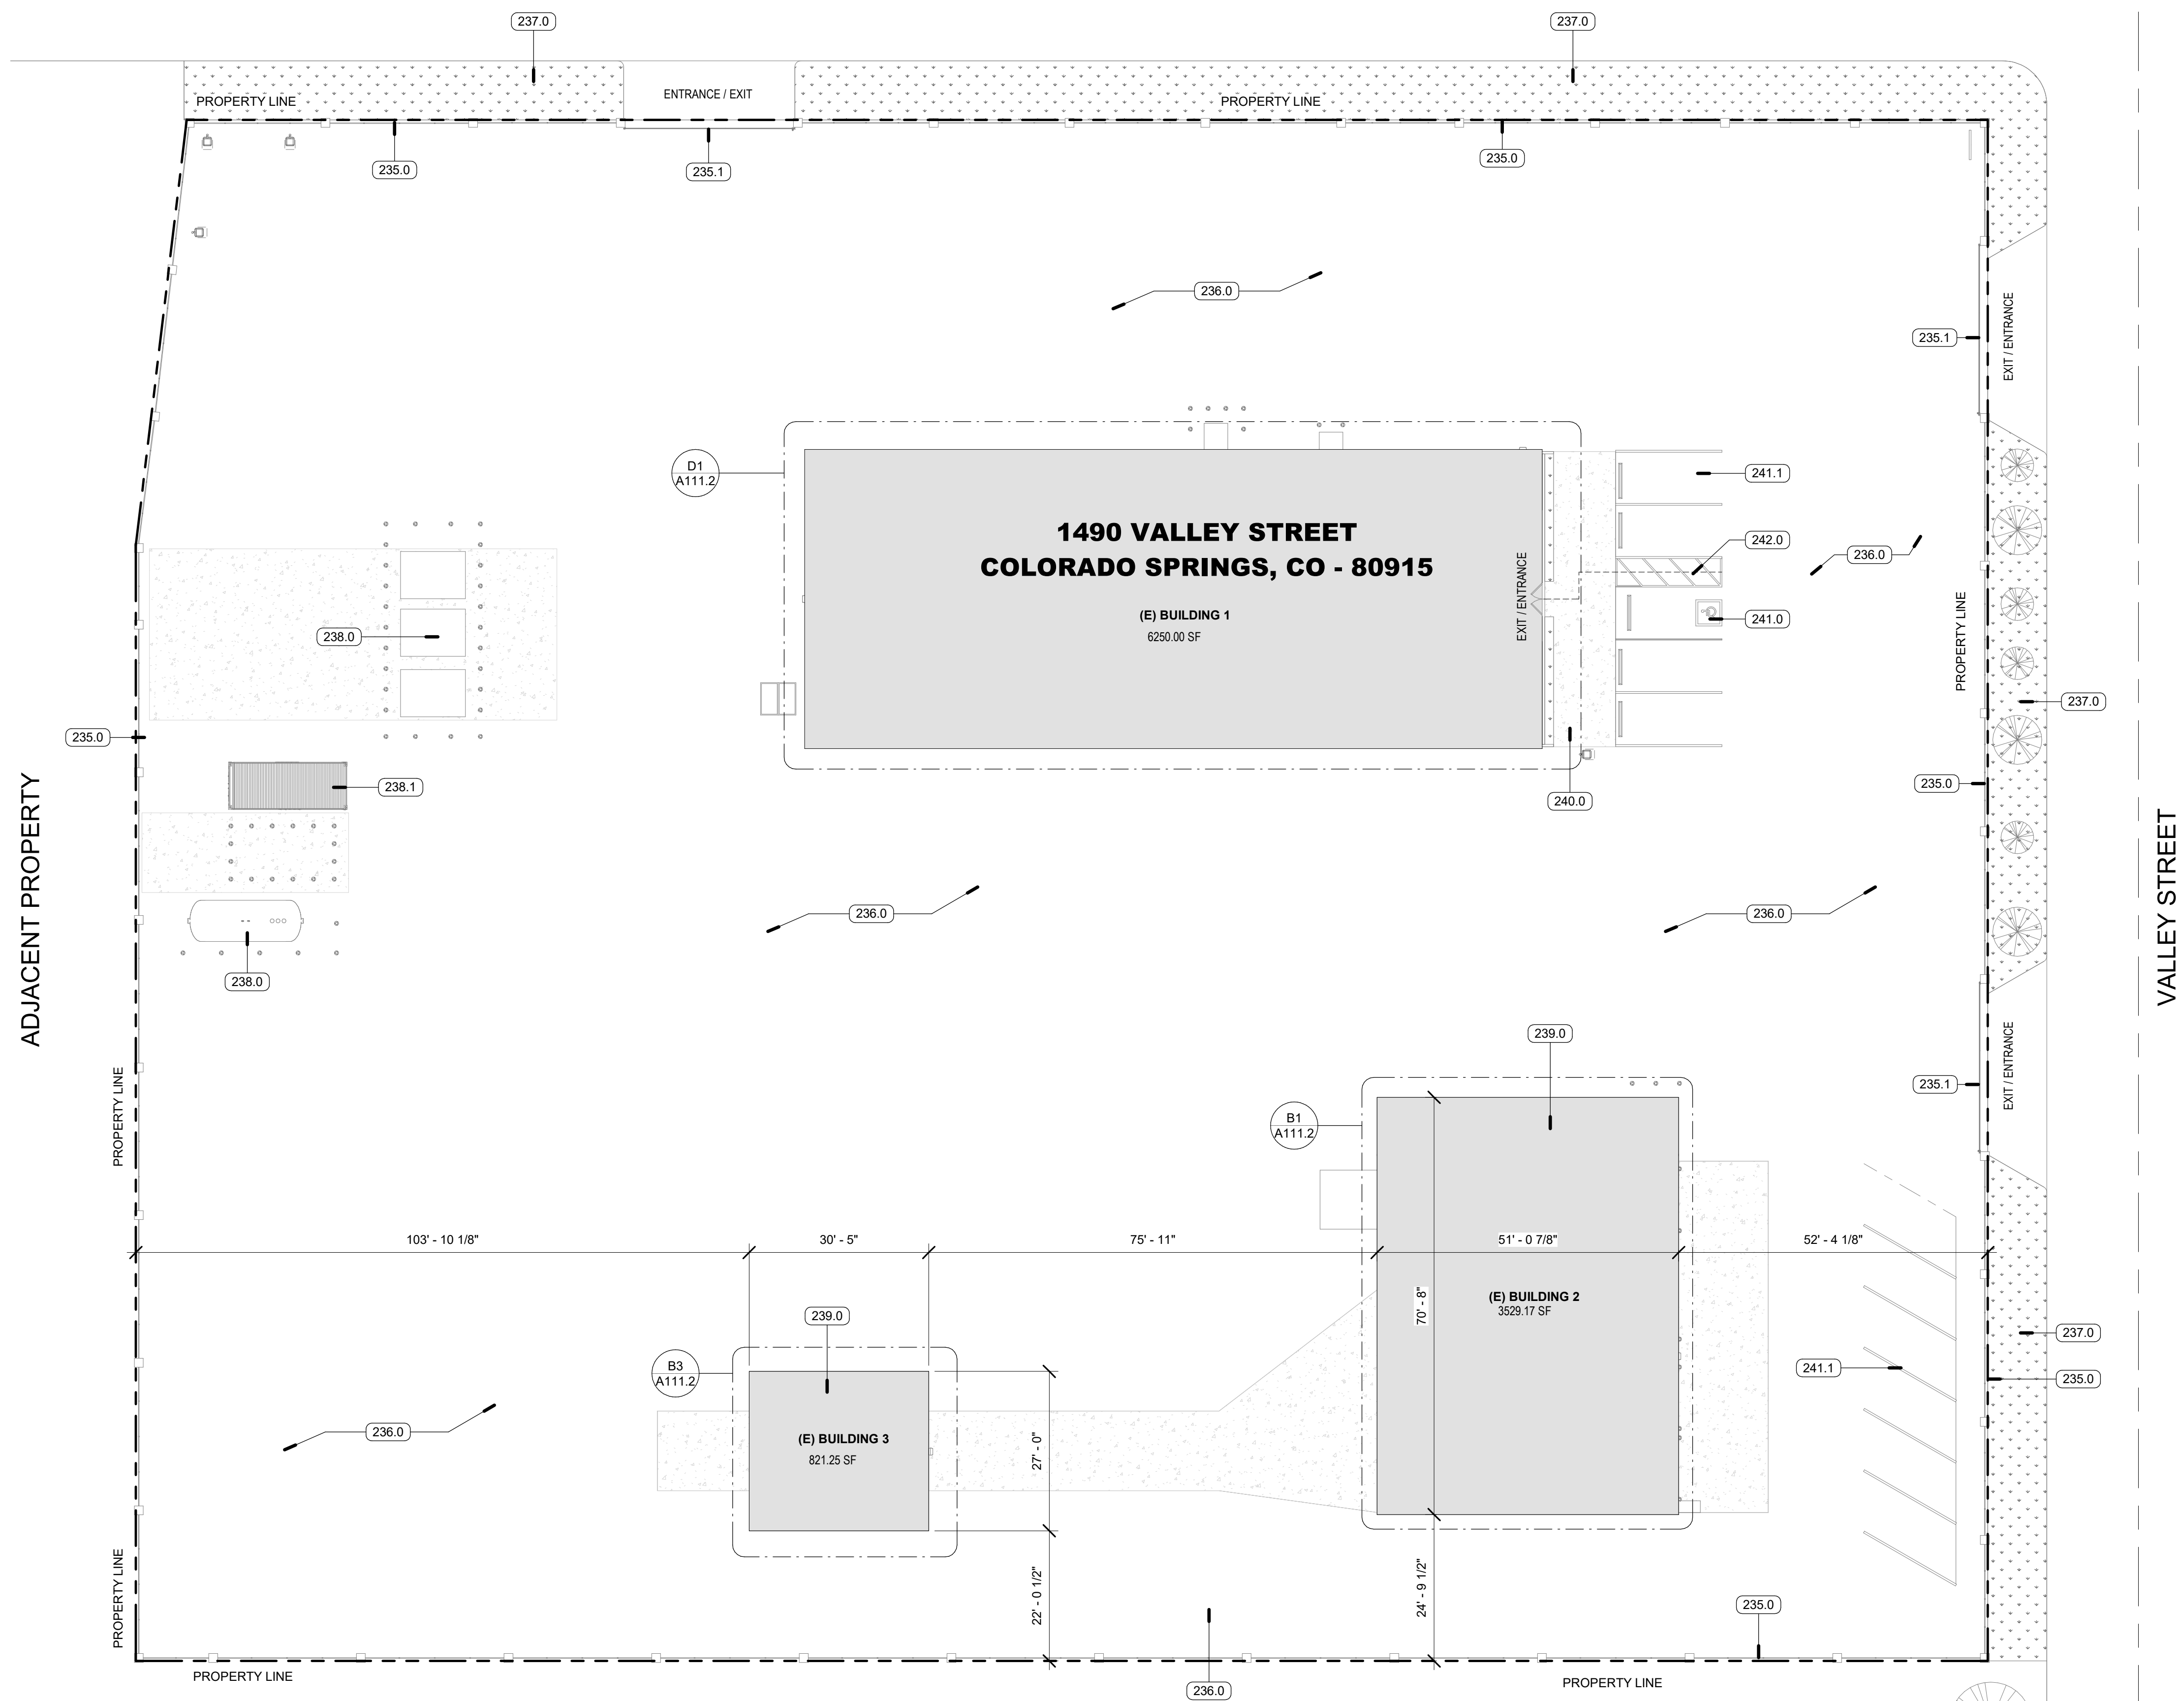 237.0
237.0
PROPERTY LINE
ENTRANCE / EXIT
PROPERTY LINE
235.0
235.1
235.0
236.0
235.1
EXIT / ENTRANCE
D1
A111.2
1490 VALLEY STREET
COLORADO SPRINGS, CO - 80915
(E) BUILDING 1
6250.00 SF
EXIT / ENTRANCE
241.1
242.0
236.0
241.0
PROPERTY LINE
238.0
237.0
235.0
238.1
235.0
240.0
ADJACENT PROPERTY
VALLEY STREET
236.0
236.0
238.0
239.0
PROPERTY LINE
B1
A111.2
235.1
EXIT / ENTRANCE
103' - 10 1/8"
30' - 5"
75' - 11"
51' - 0 7/8"
52' - 4 1/8"
70' - 8"
(E) BUILDING 2
3529.17 SF
239.0
237.0
B3
A111.2
241.1
235.0
236.0
(E) BUILDING 3
821.25 SF
27' - 0"
PROPERTY LINE
22' - 0 1/2"
24' - 9 1/2"
235.0
PROPERTY LINE
236.0
PROPERTY LINE